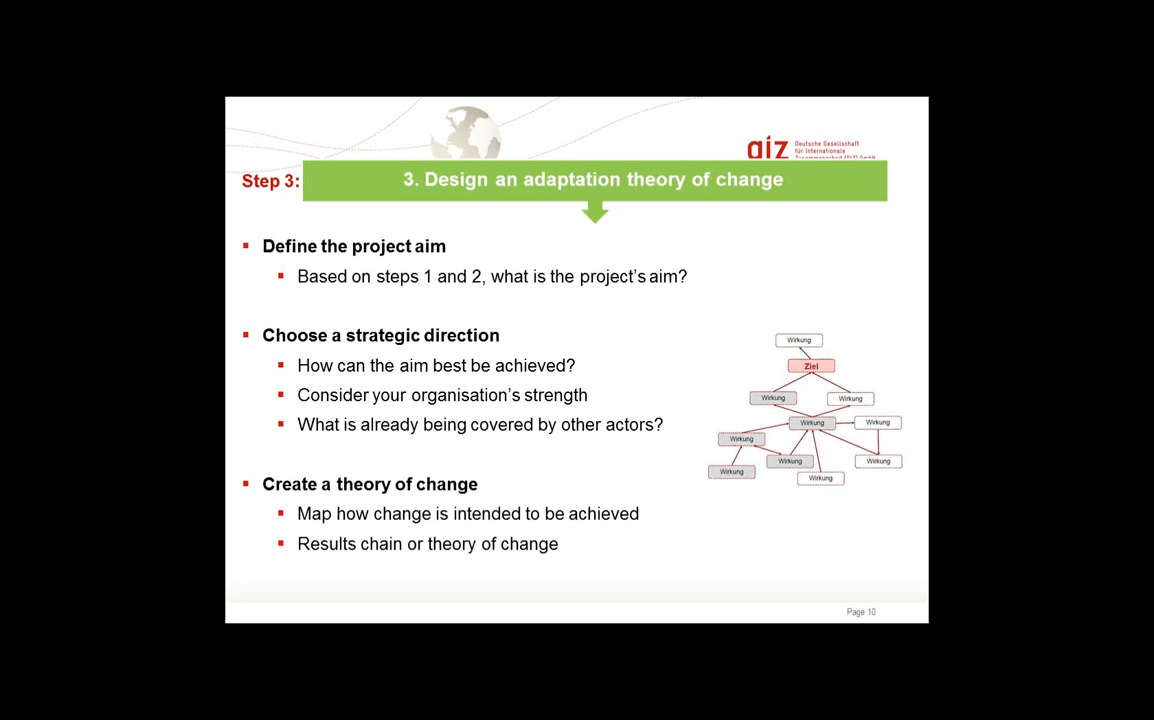 giz
Deutsche Gesellschaft
für Internationale
Zusammenarbeit (GIZ) GmbH
Step 3:
3. Design an adaptation theory of change
Define the project aim
Based on steps 1 and 2, what is the project's aim?
Choose a strategic direction
How can the aim best be achieved?
Consider your organisation's strength
What is already being covered by other actors?
Create a theory of change
Map how change is intended to be achieved
Results chain or theory of change
Wirkung
Ziel
Wirkung
Wirkung
Wirkung
Wirkung
Wirkung
Wirkung
Wirkung
Wirkung
Wirkung
Page 10